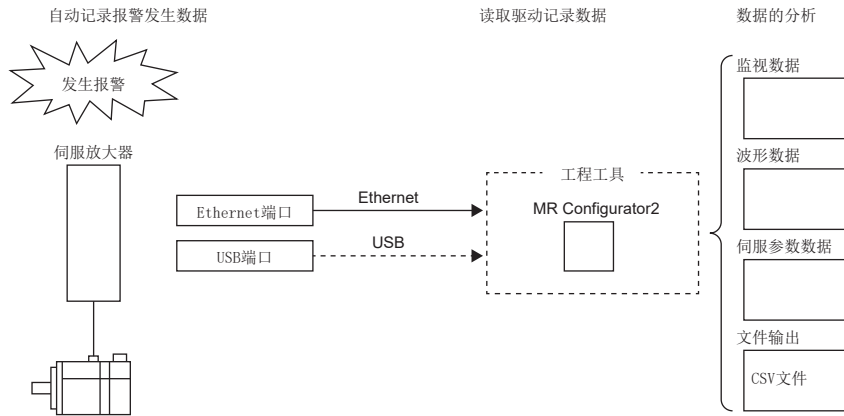 自动记录报警发生数据
读取驱动记录数据
数据的分析
发生报警
伺服放大器
Ethernet端口
USB端口
Ethernet
USB
工程工具
MR Configurator2
监视数据
波形数据
伺服参数数据
文件输出
CSV文件